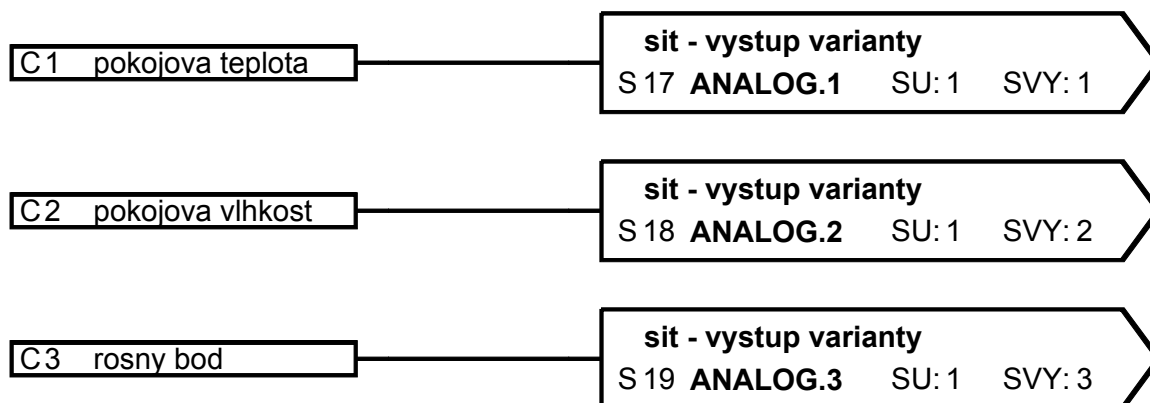 sit - vystup varianty
C1 pokojova teplota
S 17 ANALOG.1 SU: 1 SVY: 1
sit - vystup varianty
C2 pokojova vlhkost
S 18 ANALOG.2 SU: 1 SVY: 2
sit - vystup varianty
C3 rosny bod
S 19 ANALOG.3 SU: 1 SVY: 3